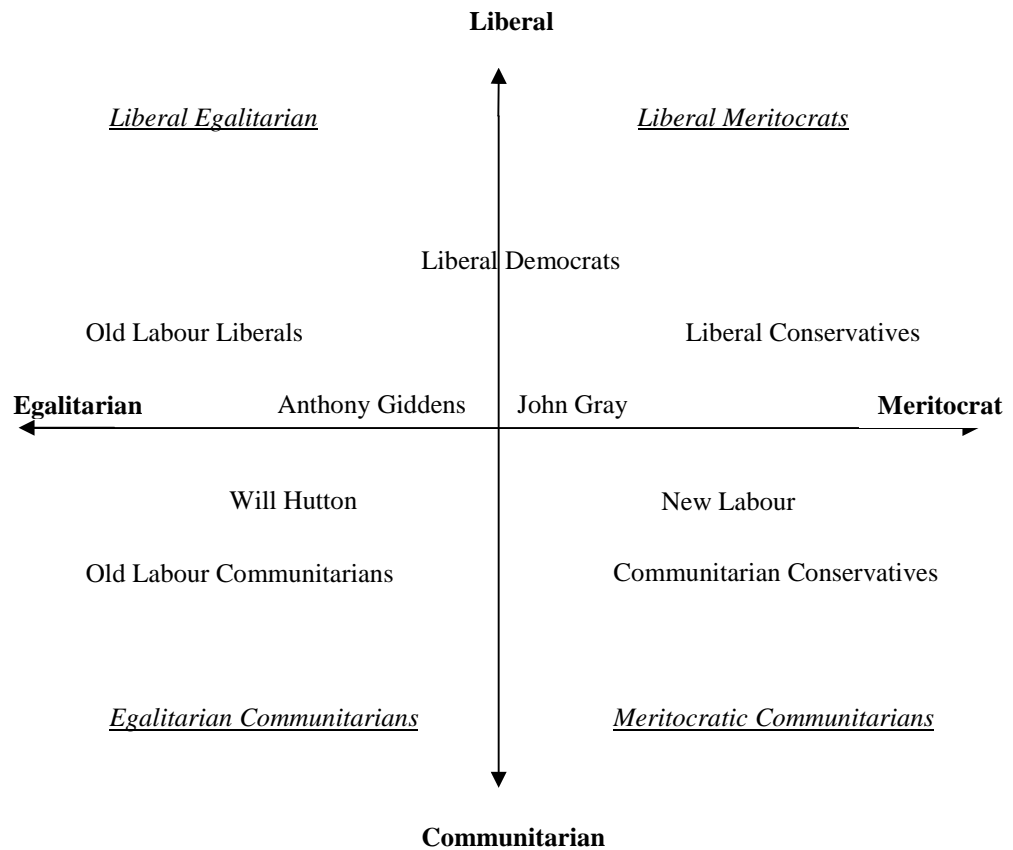 Liberal
Liberal Egalitarian Liberal Meritocrats
Liberal Democrats
Old Labour Liberals Liberal Conservatives
Egalitarian Anthony Giddens John Gray Meritocrat
Will Hutton New Labour
Old Labour Communitarians Communitarian Conservatives
Egalitarian Communitarians Meritocratic Communitarians
Communitarian